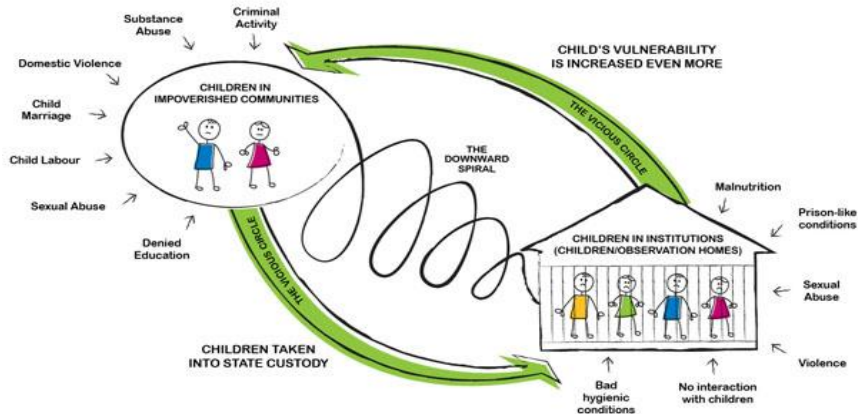 Substance
Abuse
Criminal
Activity
Domestic Violence
Child
Marriage
Child Labour
Sexual Abuse
Denied
Education
CHILDREN IN
IMPOVERISHED COMMUNITIES
CHILD'S VULNERABILITY
IS INCREASED EVEN MORE
THE VICIOUS CIRCLE
THE
DOWNWARD
SPIRAL
THE VICIOUS CIRCLE
CHILDREN TAKEN
INTO STATE CUSTODY
CHILDREN IN INSTITUTIONS
(CHILDREN/OBSERVATION HOMES)
Malnutrition
Prison-like
conditions
Sexual
Abuse
Violence
Bad
hygienic
conditions
No interaction
with children